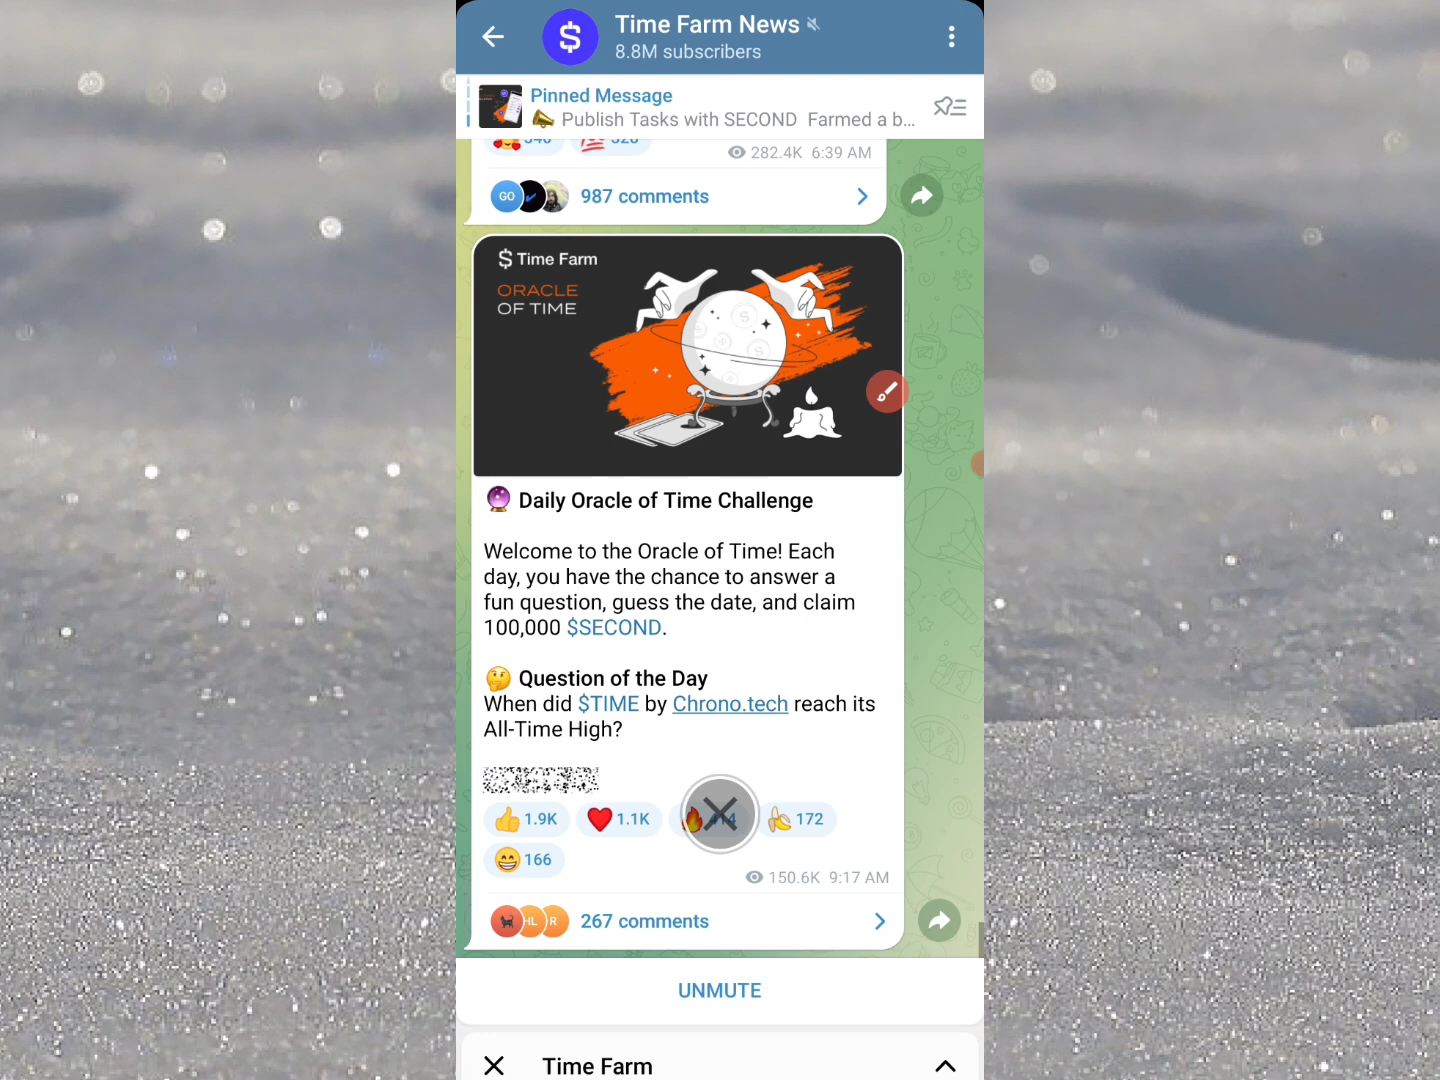 Time Farm News
8.8M subscribers
Pinned Message
📣 Publish Tasks with SECOND Farmed a b...
282.4K 6:39 AM
GO
987 comments
$ Time Farm
ORACLE
OF TIME
🔮 Daily Oracle of Time Challenge
Welcome to the Oracle of Time! Each
day, you have the chance to answer a
fun question, guess the date, and claim
100,000 $SECOND.
🤔 Question of the Day
When did $TIME by Chrono.tech reach its
All-Time High?
👍 1.9K ❤️ 1.1K 🔥 🍌 172
😁 166
150.6K 9:17 AM
HL R
267 comments
UNMUTE
Time Farm